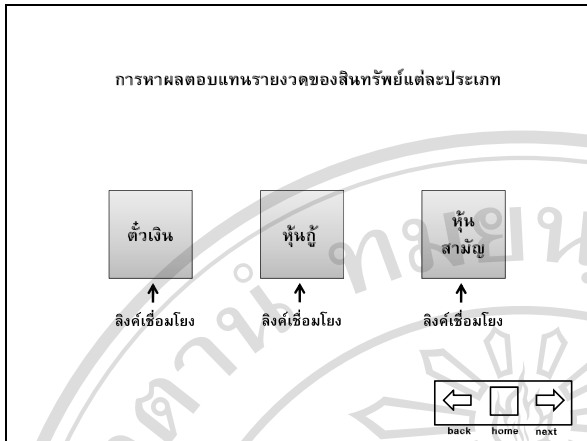 การหาผลตอบแทนรายงวดของสินทรัพย์แต่ละประเภท
ตั๋วเงิน
หุ้นกู้
หุ้น
สามัญ
ลิงค์เชื่อมโยง
ลิงค์เชื่อมโยง
ลิงค์เชื่อมโยง
back home next